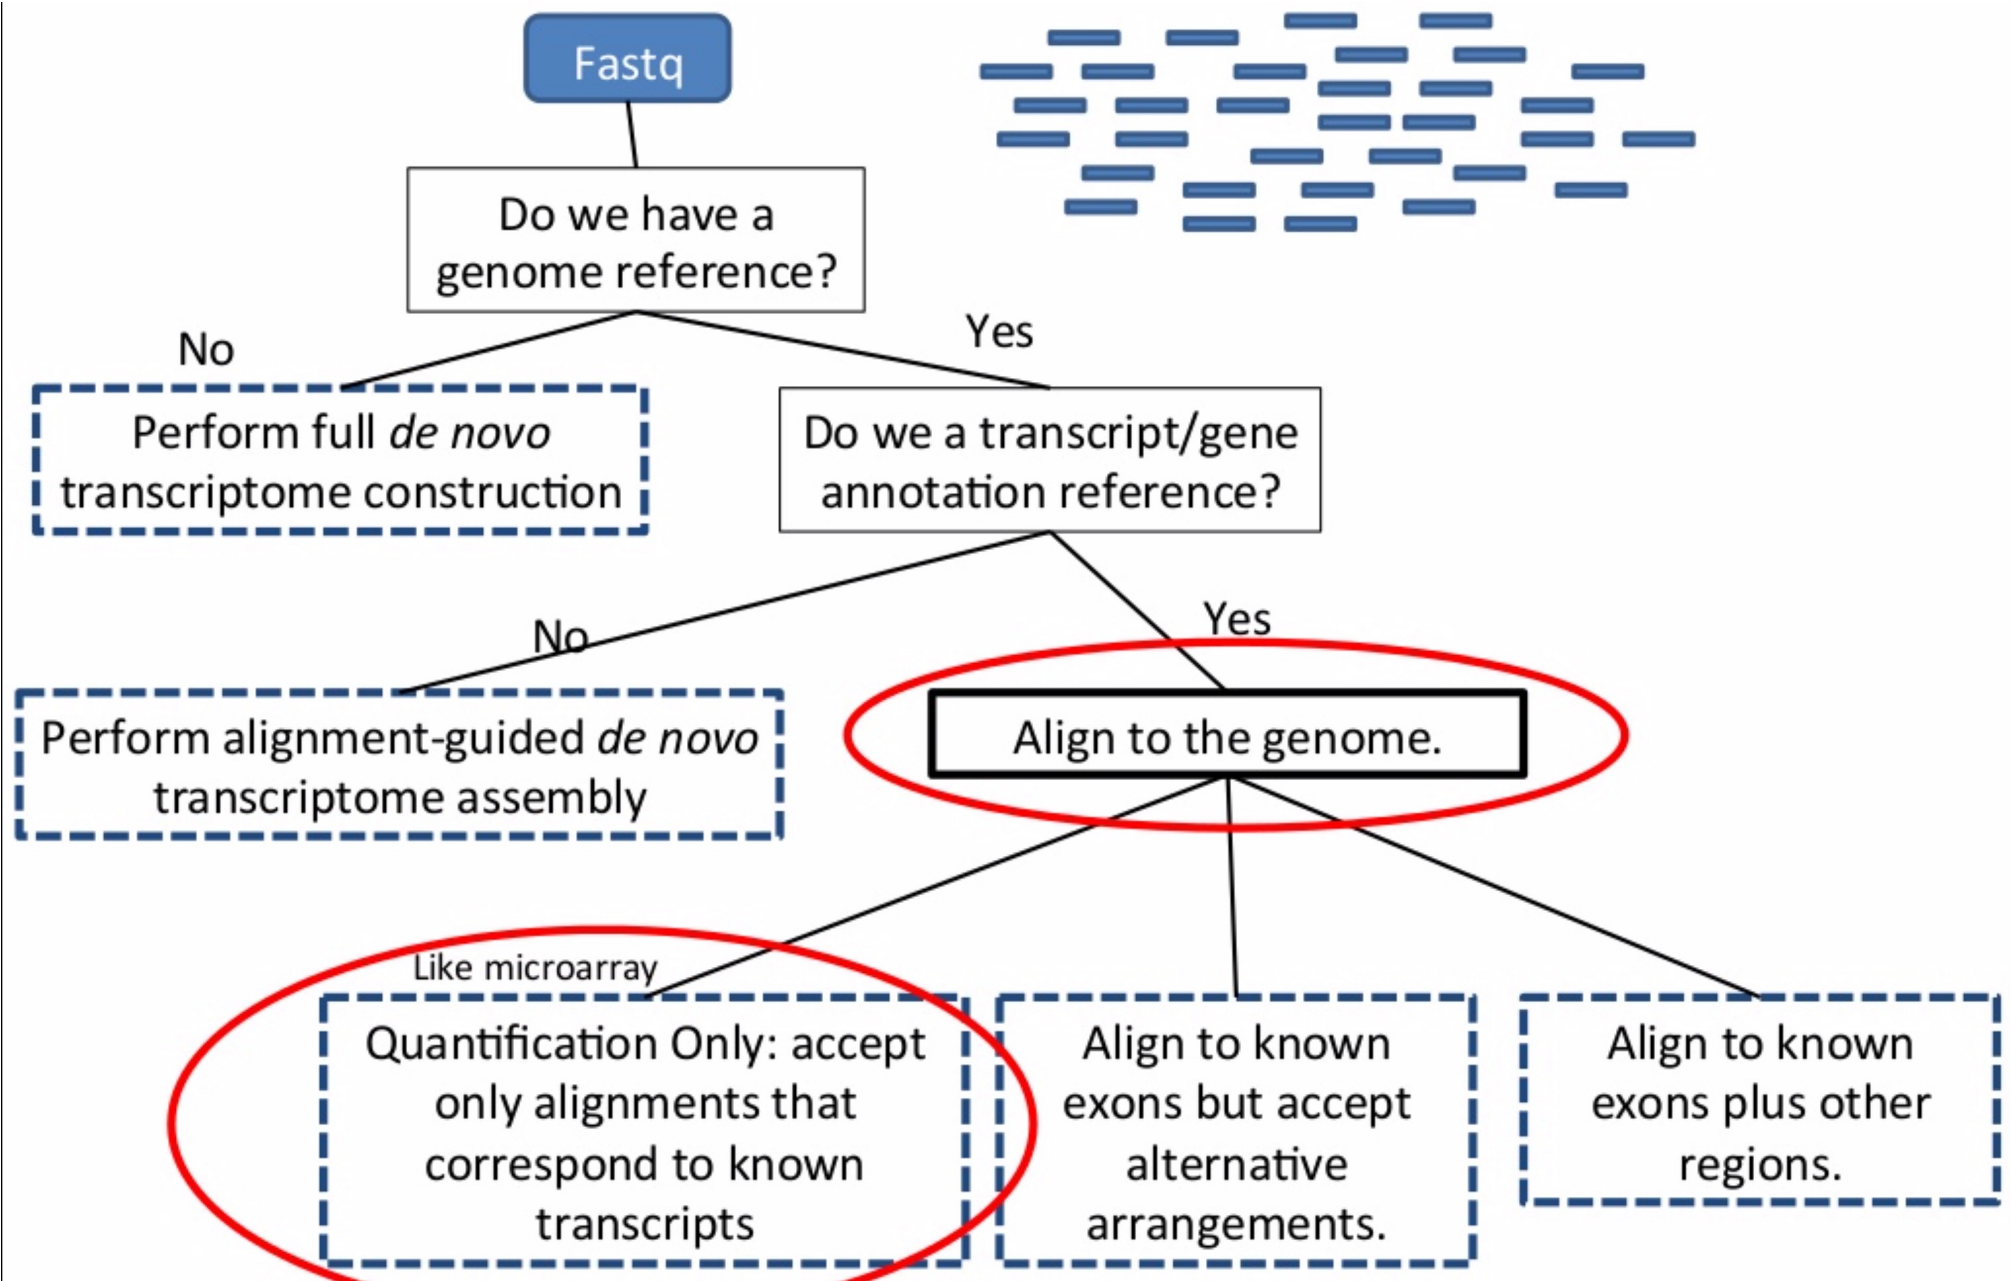 Fastq
Do we have a
genome reference?
No
Yes
Perform full de novo
transcriptome construction
Do we a transcript/gene
annotation reference?
No
Yes
Perform alignment-guided de novo
transcriptome assembly
Align to the genome.
Like microarray
Quantification Only: accept
only alignments that
correspond to known
transcripts
Align to known
exons but accept
alternative
arrangements.
Align to known
exons plus other
regions.